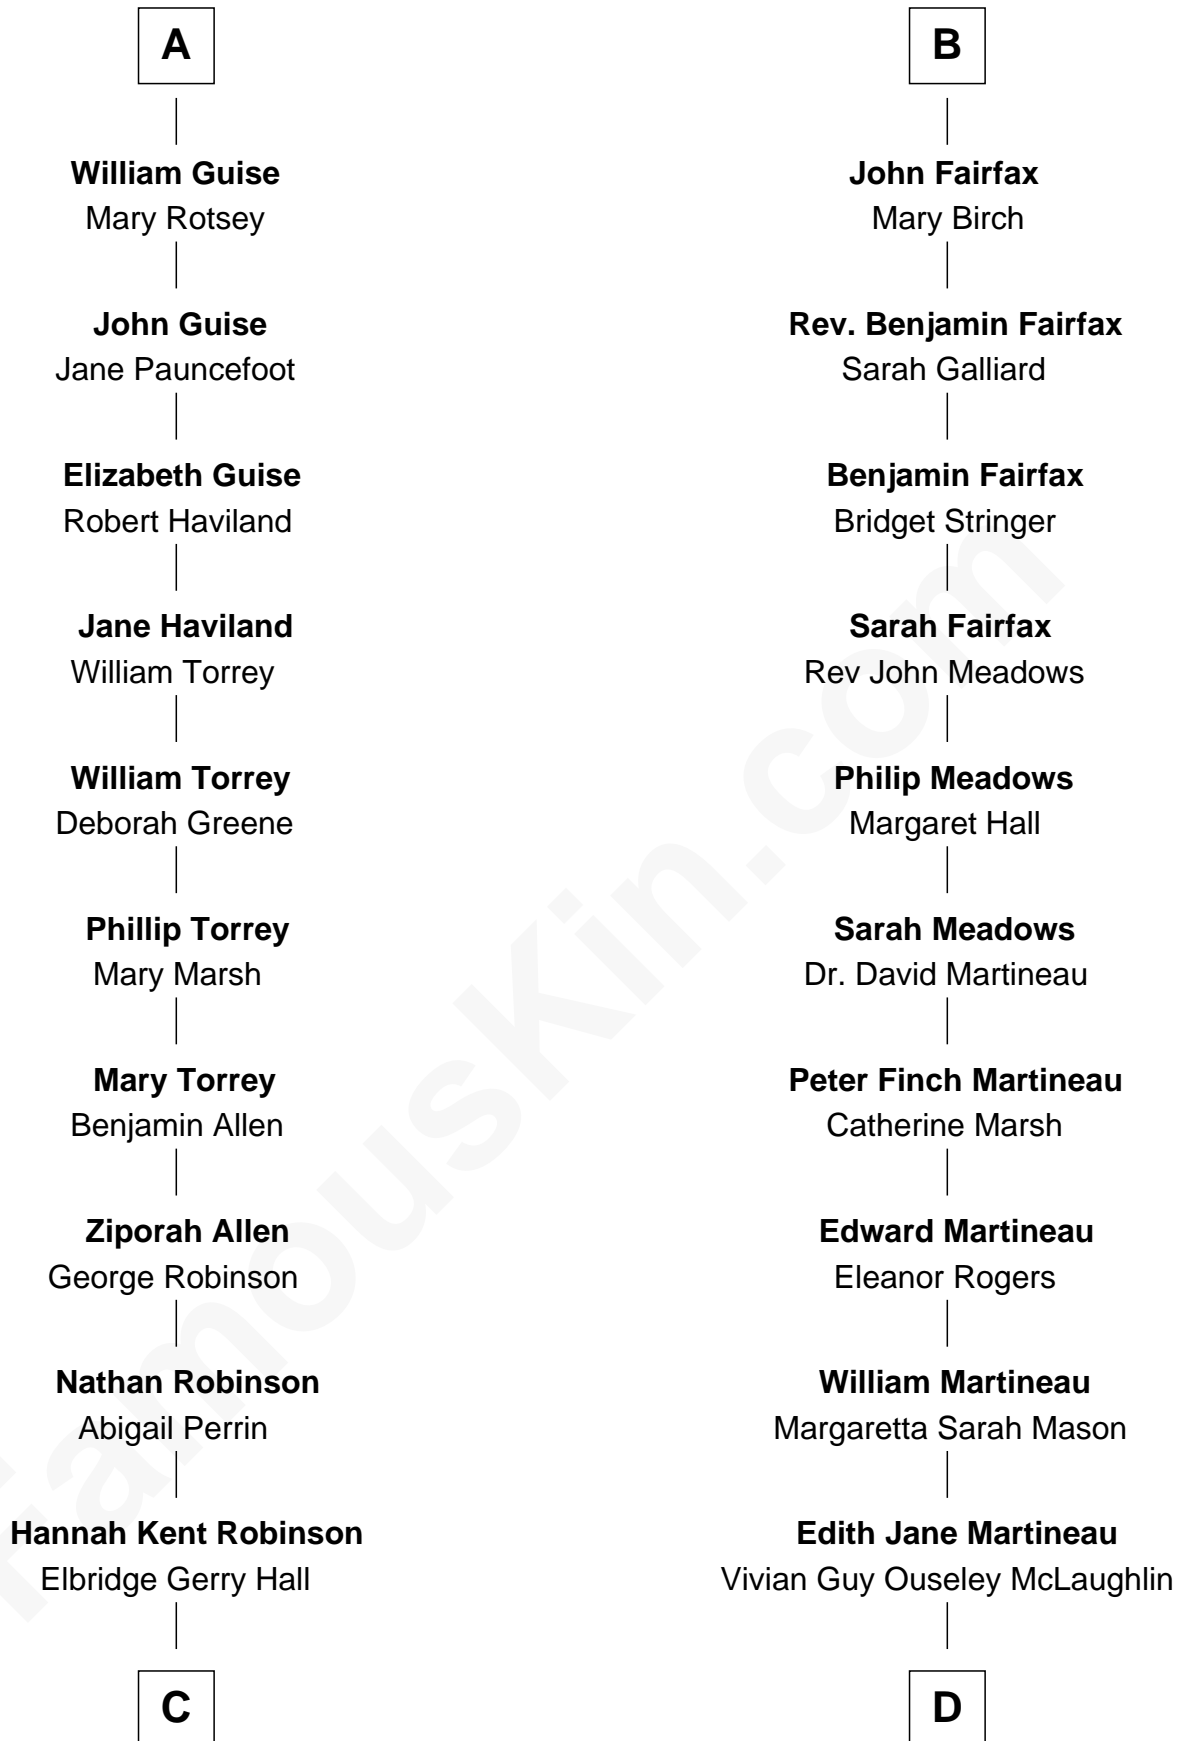 A
William Guise
Mary Rotsey
John Guise
Jane Pauncefoot
Elizabeth Guise
Robert Haviland
Jane Haviland
William Torrey
William Torrey
Deborah Greene
Phillip Torrey
Mary Marsh
Mary Torrey
Benjamin Allen
Ziporah Allen
George Robinson
Nathan Robinson
Abigail Perrin
Hannah Kent Robinson
Elbridge Gerry Hall
C
B
John Fairfax
Mary Birch
Rev. Benjamin Fairfax
Sarah Galliard
Benjamin Fairfax
Bridget Stringer
Sarah Fairfax
Rev John Meadows
Philip Meadows
Margaret Hall
Sarah Meadows
Dr. David Martineau
Peter Finch Martineau
Catherine Marsh
Edward Martineau
Eleanor Rogers
William Martineau
Margaretta Sarah Mason
Edith Jane Martineau
Vivian Guy Ouseley McLaughlin
D
FamousKin.com